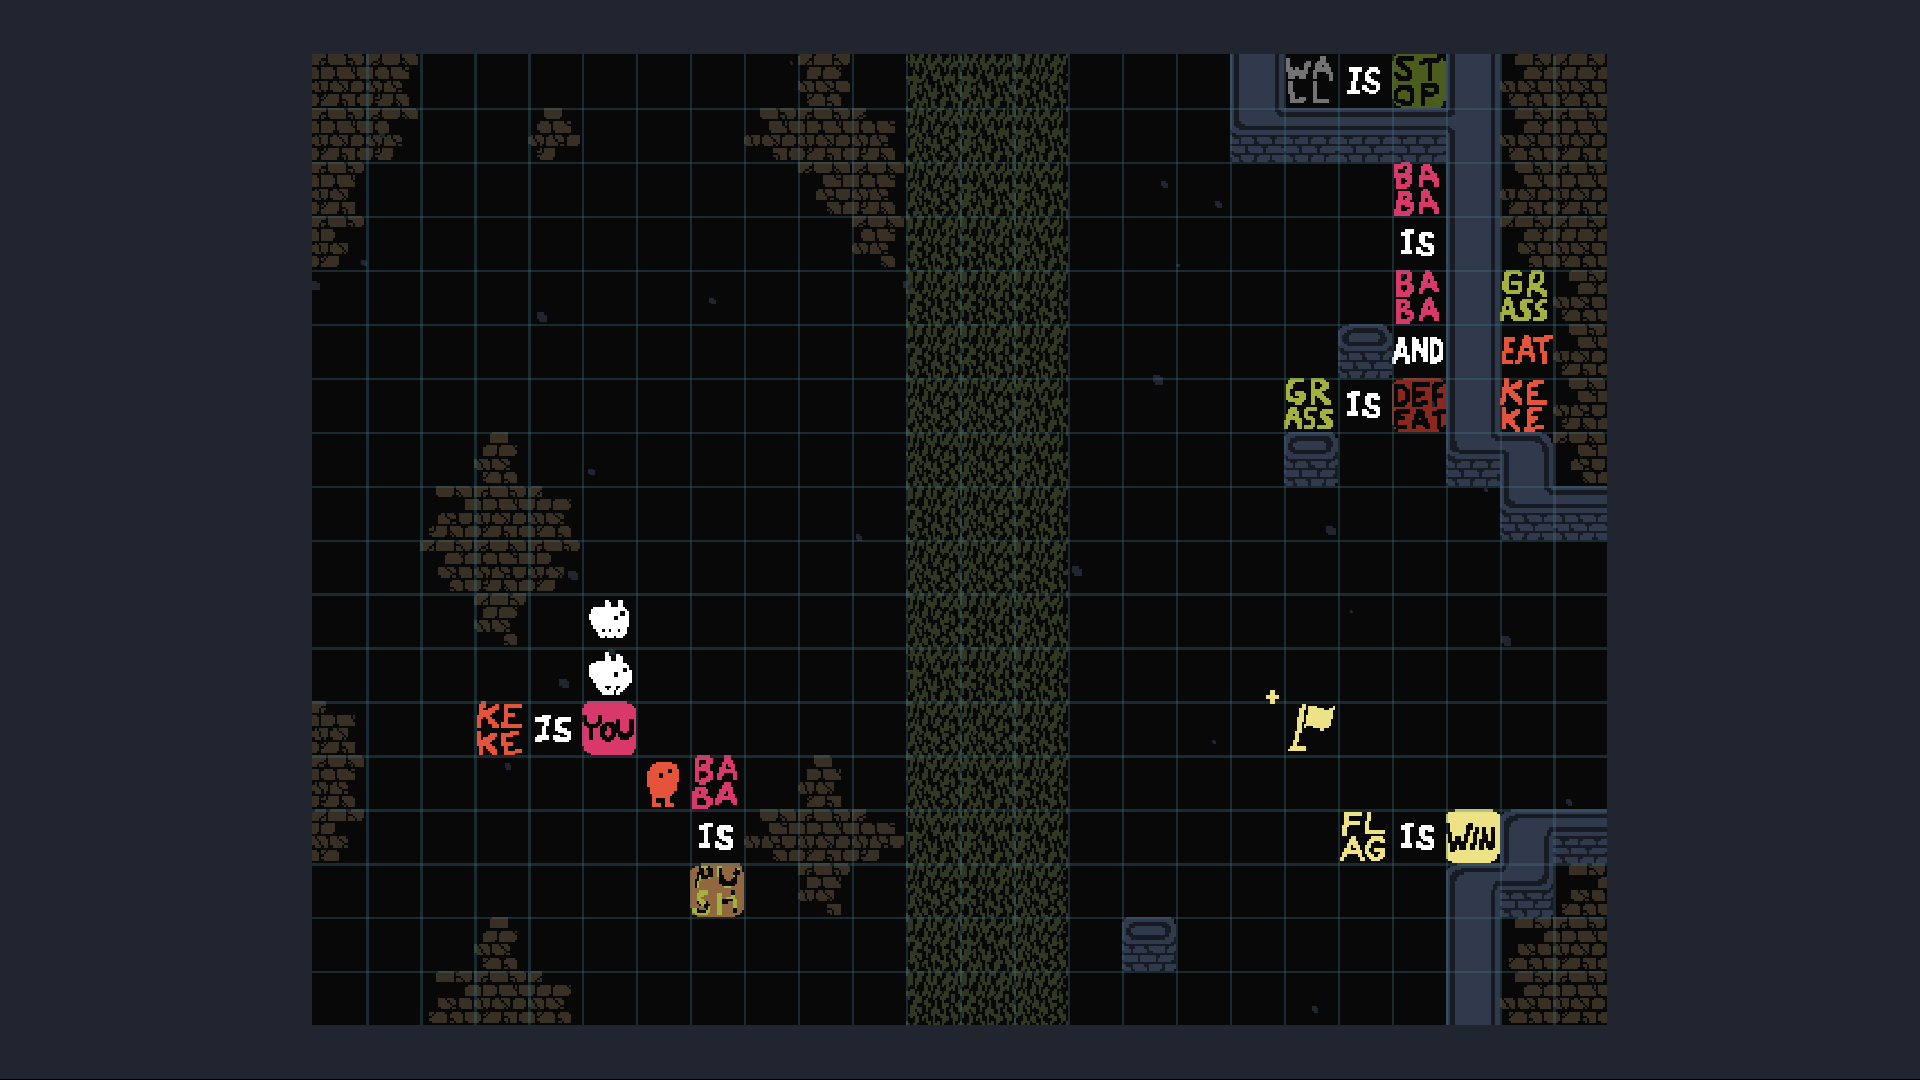 WALL IS STOP
BABA
IS
BABA
GRASS
AND
EAT
GRASS IS DEFEAT
KEKE
KEKE IS YOU
BABA
IS
FLAG IS WIN
PUSH